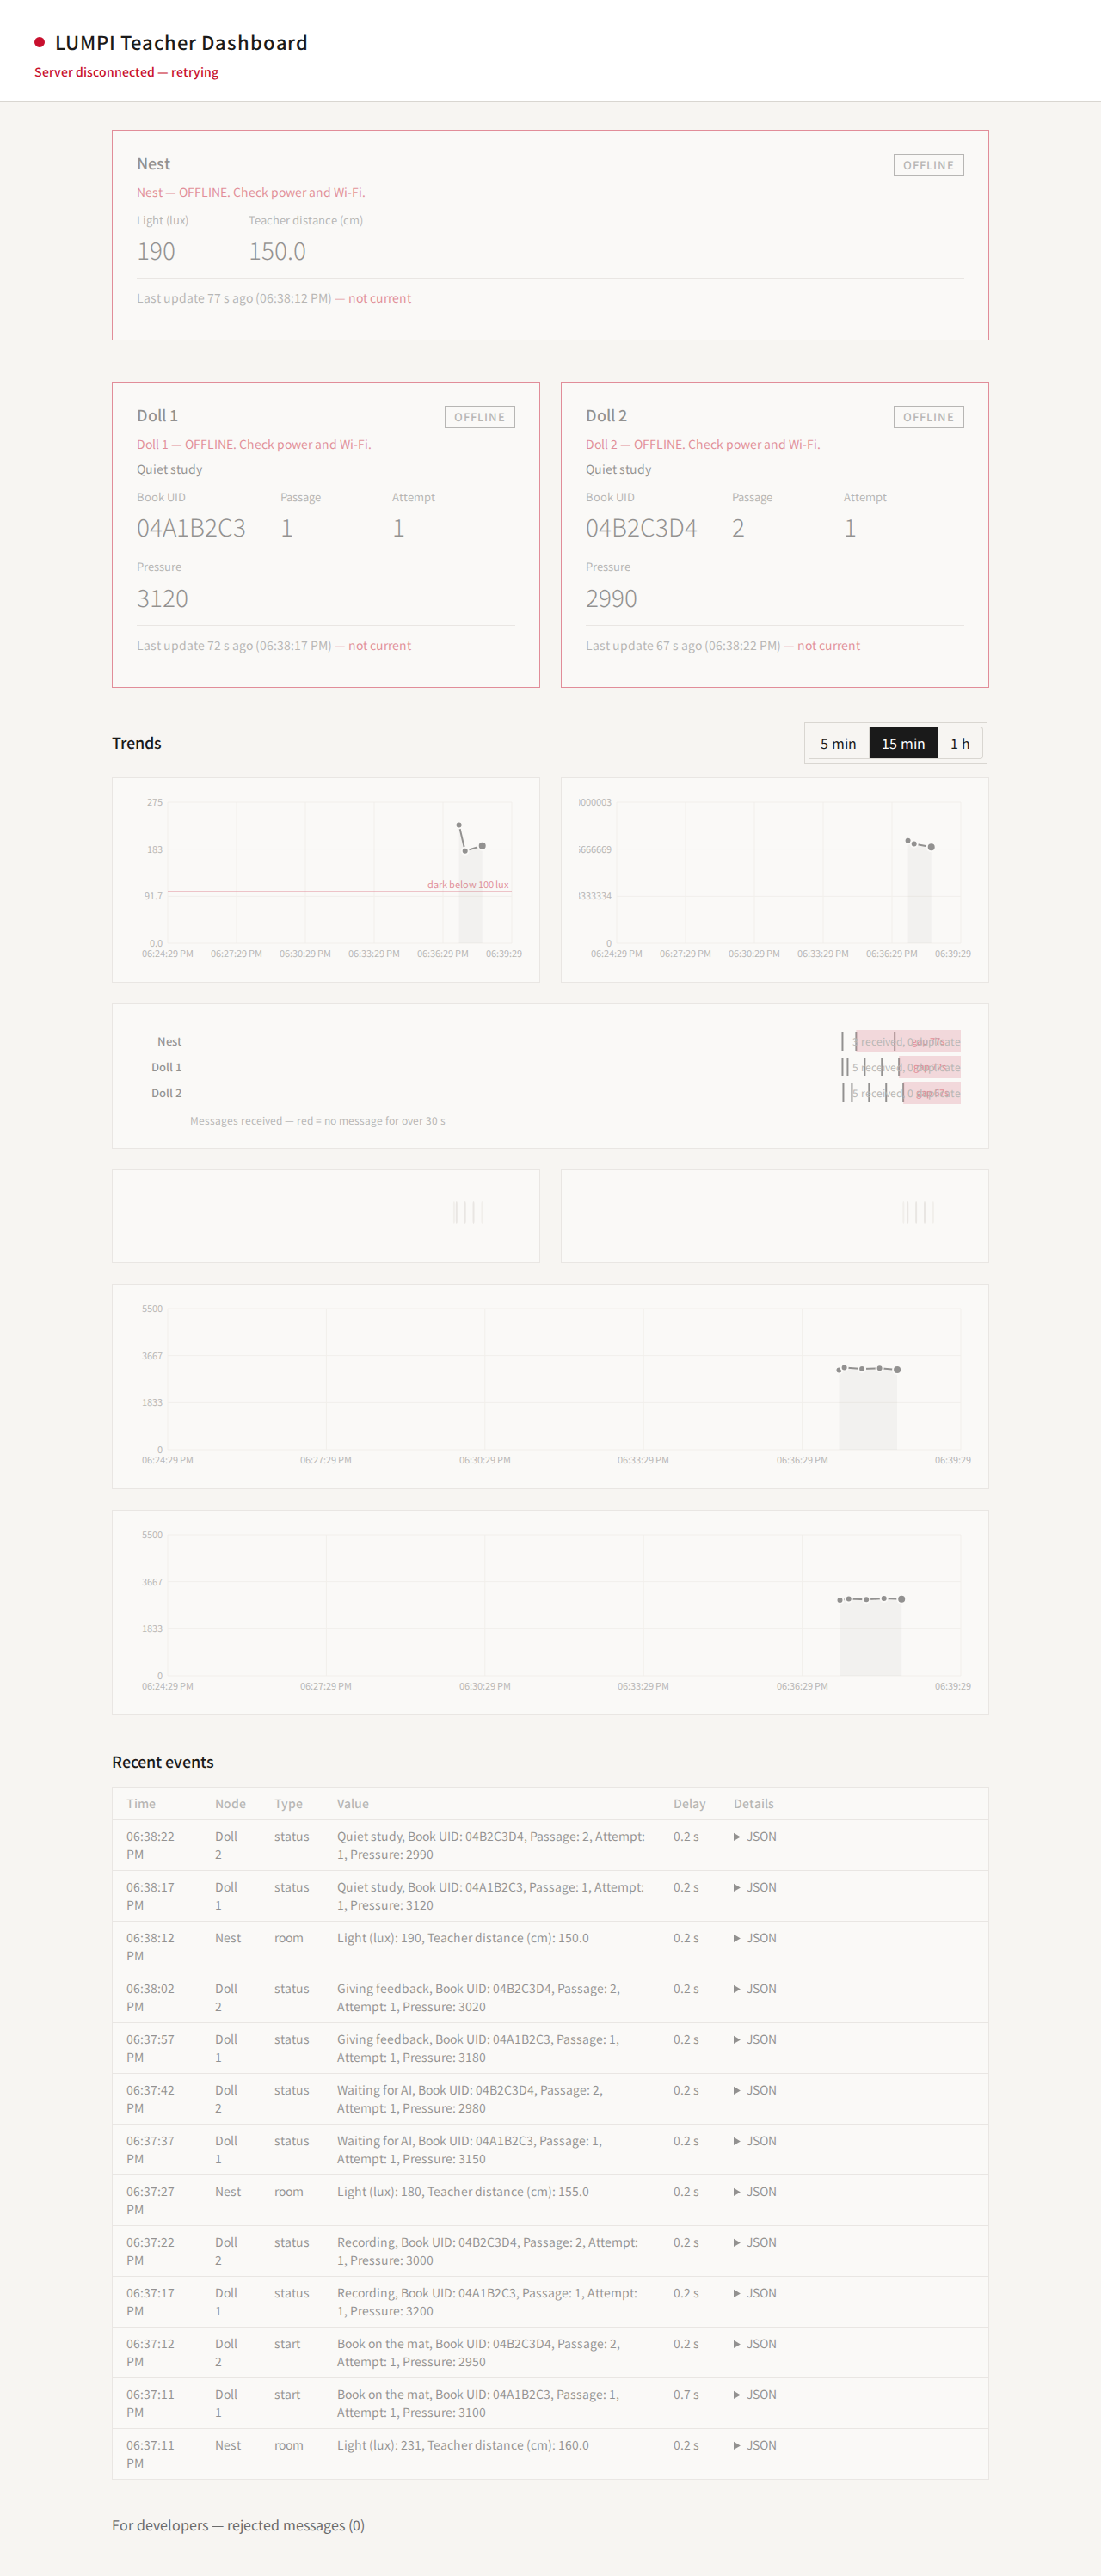 LUMPI Teacher Dashboard
Server disconnected — retrying
Nest
OFFLINE
Nest — OFFLINE. Check power and Wi-Fi.
Light (lux) Teacher distance (cm)
190 150.0
Last update 77 s ago (06:38:12 PM) — not current
Doll 1
OFFLINE
Doll 1 — OFFLINE. Check power and Wi-Fi.
Quiet study
Book UID Passage Attempt
04A1B2C3 1 1
Pressure
3120
Last update 72 s ago (06:38:17 PM) — not current
Doll 2
OFFLINE
Doll 2 — OFFLINE. Check power and Wi-Fi.
Quiet study
Book UID Passage Attempt
04B2C3D4 2 1
Pressure
2990
Last update 67 s ago (06:38:22 PM) — not current
Trends
5 min 15 min 1 h
275
183
dark below 100 lux
91.7
0.0
06:24:29 PM 06:27:29 PM 06:30:29 PM 06:33:29 PM 06:36:29 PM 06:39:29
0
06:24:29 PM 06:27:29 PM 06:30:29 PM 06:33:29 PM 06:36:29 PM 06:39:29
Nest received, 0
Doll 1 5 received, 0
Doll 2 5 received, 0
Messages received — red = no message for over 30 s
5500
3667
1833
0
06:24:29 PM 06:27:29 PM 06:30:29 PM 06:33:29 PM 06:36:29 PM 06:39:29
5500
3667
1833
0
06:24:29 PM 06:27:29 PM 06:30:29 PM 06:33:29 PM 06:36:29 PM 06:39:29
Recent events
Time Node Type Value Delay Details
06:38:22 Doll status Quiet study, Book UID: 04B2C3D4, Passage: 2, Attempt: 0.2 s ▶ JSON
PM 2 1, Pressure: 2990
06:38:17 Doll status Quiet study, Book UID: 04A1B2C3, Passage: 1, Attempt: 0.2 s ▶ JSON
PM 1 1, Pressure: 3120
06:38:12 Nest room Light (lux): 190, Teacher distance (cm): 150.0 0.2 s ▶ JSON
PM
06:38:02 Doll status Giving feedback, Book UID: 04B2C3D4, Passage: 2, 0.2 s ▶ JSON
PM 2 Attempt: 1, Pressure: 3020
06:37:57 Doll status Giving feedback, Book UID: 04A1B2C3, Passage: 1, 0.2 s ▶ JSON
PM 1 Attempt: 1, Pressure: 3180
06:37:42 Doll status Waiting for AI, Book UID: 04B2C3D4, Passage: 2, 0.2 s ▶ JSON
PM 2 Attempt: 1, Pressure: 2980
06:37:37 Doll status Waiting for AI, Book UID: 04A1B2C3, Passage: 1, 0.2 s ▶ JSON
PM 1 Attempt: 1, Pressure: 3150
06:37:27 Nest room Light (lux): 180, Teacher distance (cm): 155.0 0.2 s ▶ JSON
PM
06:37:22 Doll status Recording, Book UID: 04B2C3D4, Passage: 2, Attempt: 0.2 s ▶ JSON
PM 2 1, Pressure: 3000
06:37:17 Doll status Recording, Book UID: 04A1B2C3, Passage: 1, Attempt: 0.2 s ▶ JSON
PM 1 1, Pressure: 3200
06:37:12 Doll start Book on the mat, Book UID: 04B2C3D4, Passage: 2, 0.2 s ▶ JSON
PM 2 Attempt: 1, Pressure: 2950
06:37:11 Doll start Book on the mat, Book UID: 04A1B2C3, Passage: 1, 0.7 s ▶ JSON
PM 1 Attempt: 1, Pressure: 3100
06:37:11 Nest room Light (lux): 231, Teacher distance (cm): 160.0 0.2 s ▶ JSON
PM
For developers — rejected messages (0)